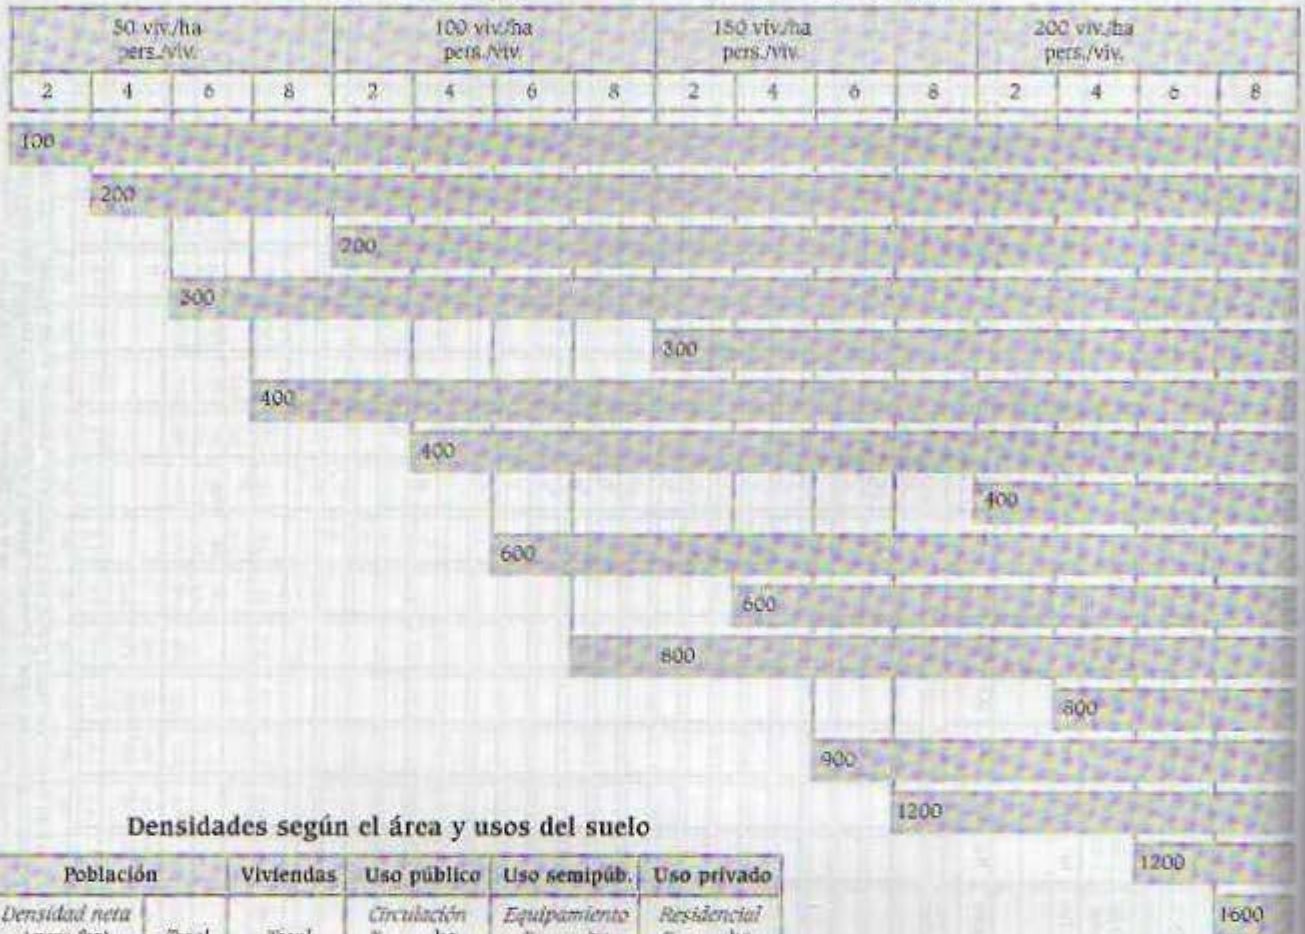 50 viv./ha 100 viv./ha 150 viv./ha 200 viv./ha
pers./viv. pers./viv. pers./viv. pers./viv.
2 4 6 8 2 4 6 8 2 4 6 8 2 4 6 8
100
200
200
300
300
400
400
400
600
600
800
800
900
1200
1200
1600
Densidades según el área y usos del suelo
Población Viviendas Uso público Uso semipúb. Uso privado
Densidad neta Circulación Equipamiento Residencial